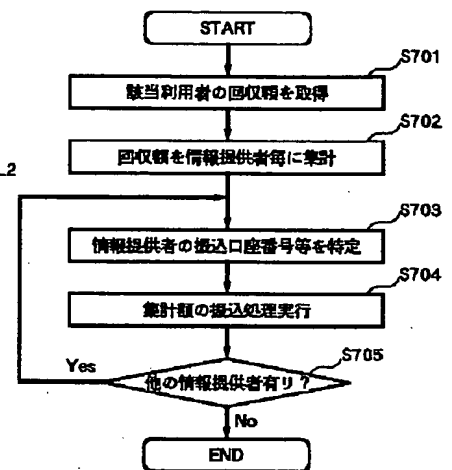 START
S701
該当利用者の回収額を取得
S702
回収額を情報提供者毎に集計
S703
情報提供者の振込口座番号等を特定
S704
集計額の振込処理実行
S705
他の情報提供者有り?
Yes
No
END